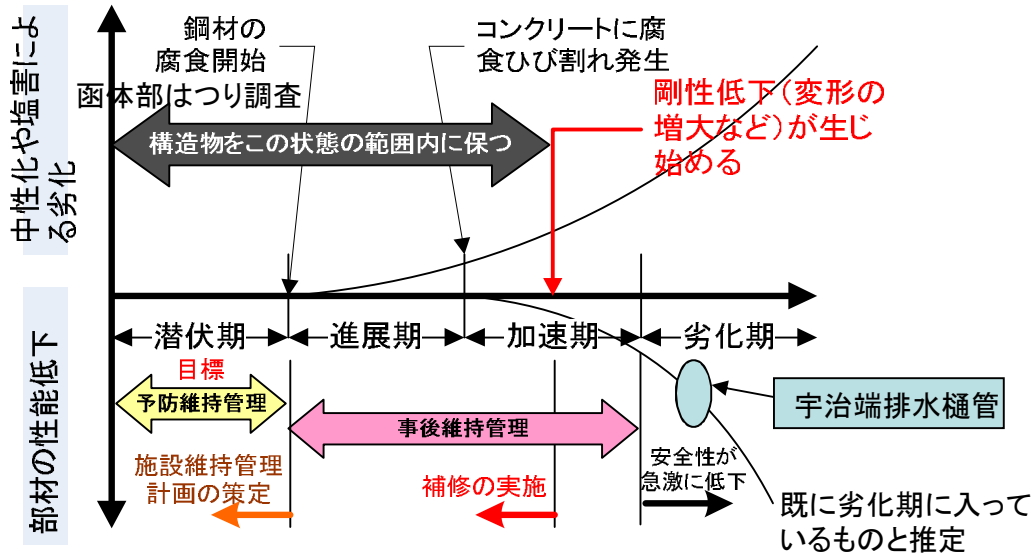 鋼材の
腐食開始
コンクリートに腐
食ひび割れ発生
函体部はつり調査
構造物をこの状態の範囲内に保つ
剛性低下（変形の
増大など）が生じ
始める
中性化や塩害によ
る劣化
潜伏期
進展期
加速期
劣化期
部材の性能低下
目標
予防維持管理
事後維持管理
宇治端排水樋管
施設維持管理
計画の策定
補修の実施
安全性が
急激に低下
既に劣化期に入って
いるものと推定